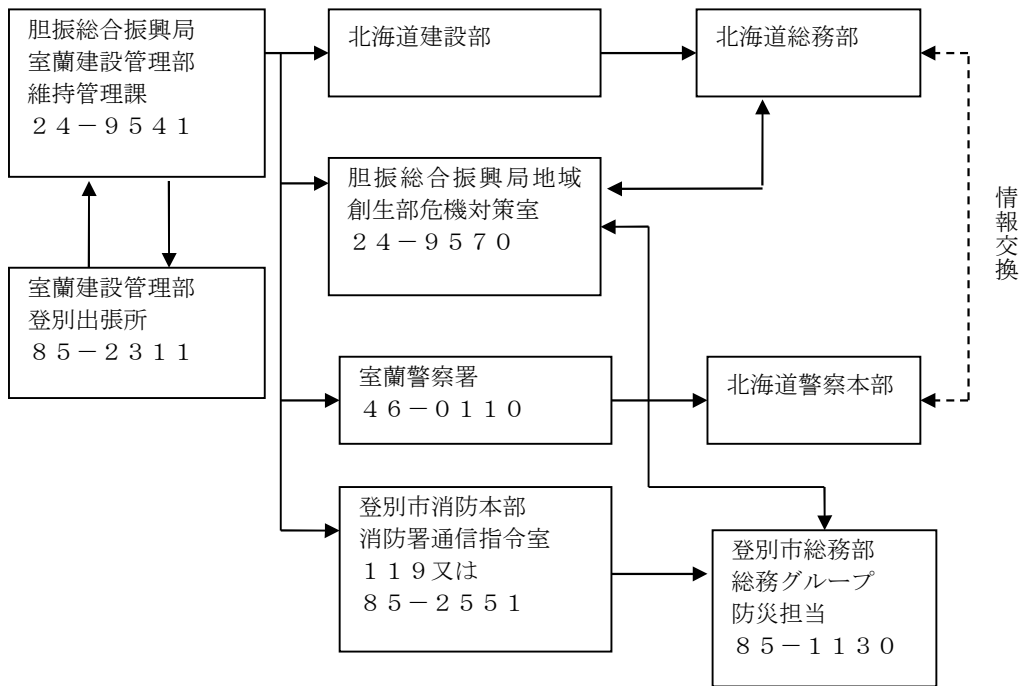 胆振総合振興局
室蘭建設管理部
維持管理課
２４－９５４１
北海道建設部
北海道総務部
胆振総合振興局地域
創生部危機対策室
２４－９５７０
情報交換
室蘭建設管理部
登別出張所
８５－２３１１
室蘭警察署
４６－０１１０
北海道警察本部
登別市消防本部
消防署通信指令室
１１９又は
８５－２５５１
登別市総務部
総務グループ
防災担当
８５－１１３０